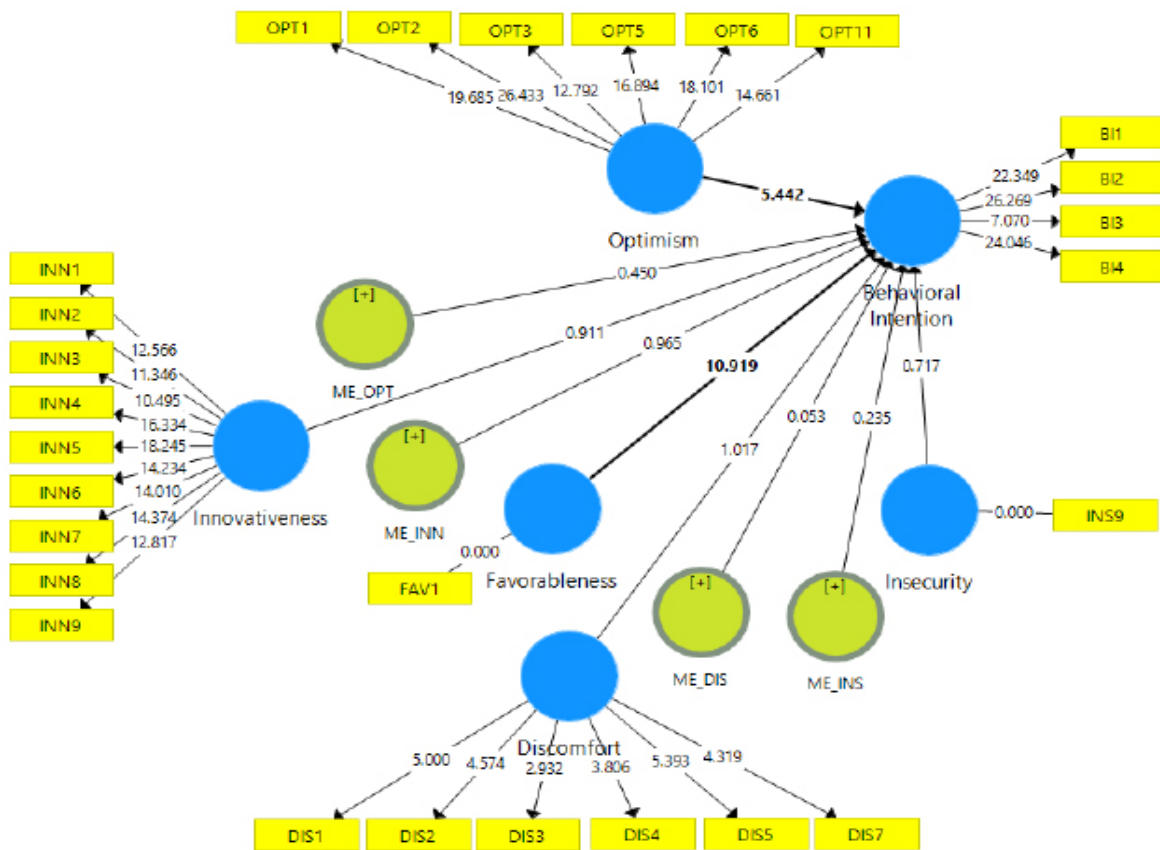 OPT1 OPT2 OPT3 OPT5 OPT6 OPT11
19.685 26.433 12.792 16.894 18.101 14.661
Optimism
5.442
BI1
BI2
BI3
BI4
22.349
26.269
7.070
24.046
Behavioral
Intention
[+]
ME_OPT
0.450
INN1
INN2
INN3
INN4
INN5
INN6
INN7
INN8
INN9
12.566
11.346
10.495
16.334
18.245
14.234
14.010
14.374
12.817
Innovativeness
0.911
[+]
ME_INN
0.965
10.919
0.000
FAV1
Favorableness
1.017
0.053
0.235
0.717
Insecurity
0.000
INS9
[+]
ME_DIS
[+]
ME_INS
Discomfort
5.000 4.574 2.932 3.806 5.393 4.319
DIS1 DIS2 DIS3 DIS4 DIS5 DIS7